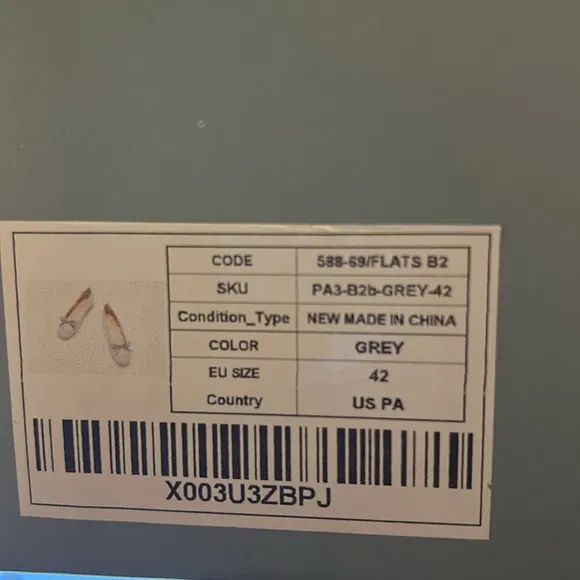 CODE 588-69/FLATS B2
SKU PA3-B2b-GREY-42
Condition_Type NEW MADE IN CHINA
COLOR GREY
EU SIZE 42
Country US PA
X003U3ZBPJ